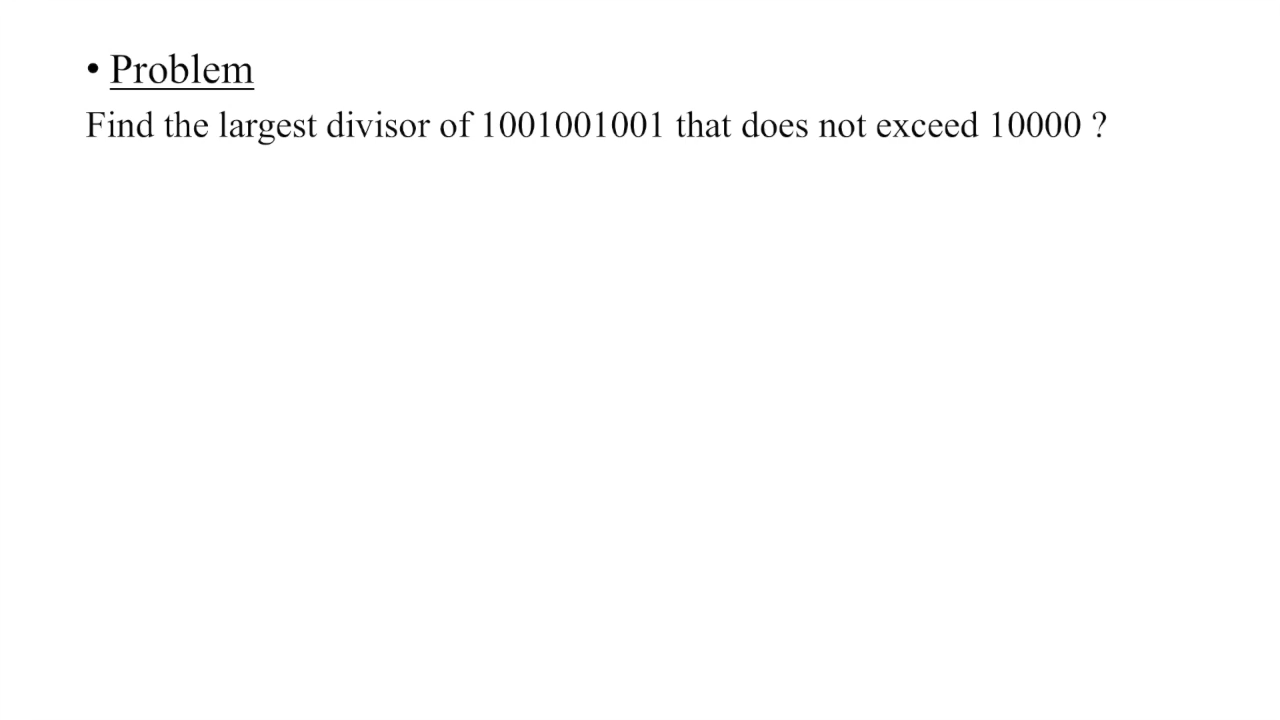 • Problem
Find the largest divisor of 1001001001 that does not exceed 10000 ?